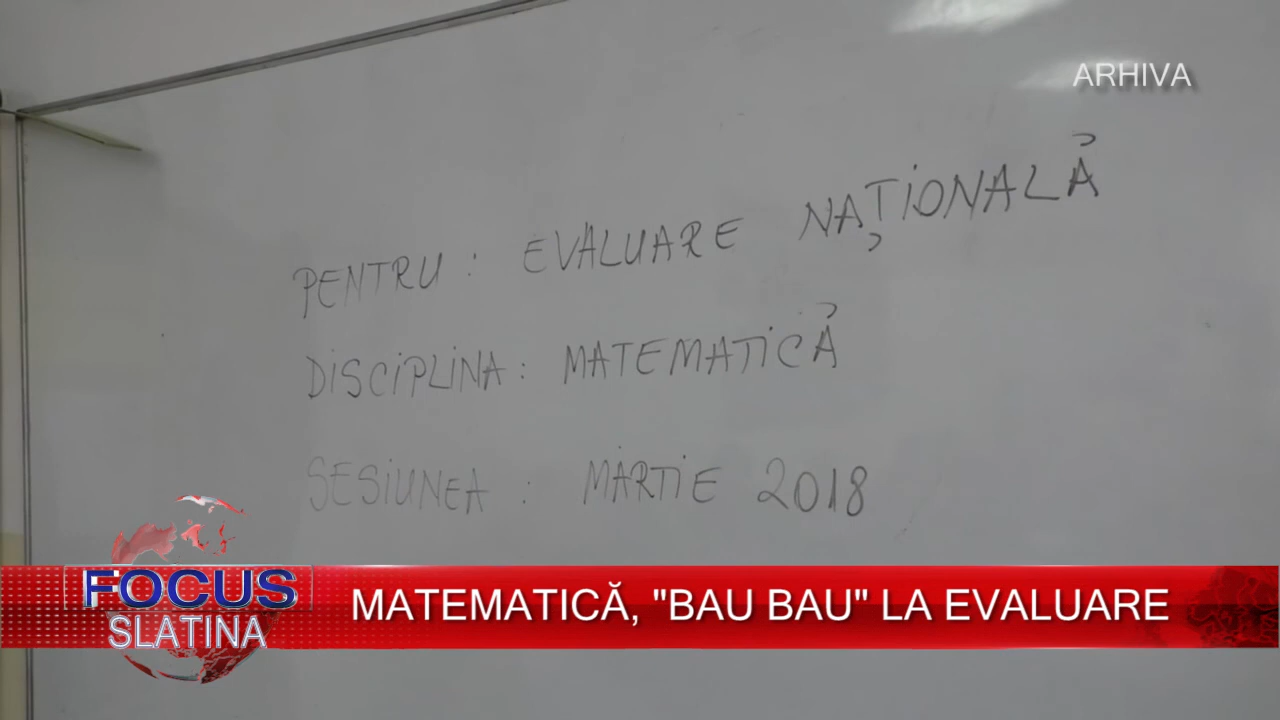 ARHIVA
PENTRU : EVALUARE NAȚIONALĂ
DISCIPLINA : MATEMATICĂ
SESIUNEA : MARTIE 2018
FOCUS
SLATINA
MATEMATICĂ, "BAU BAU" LA EVALUARE